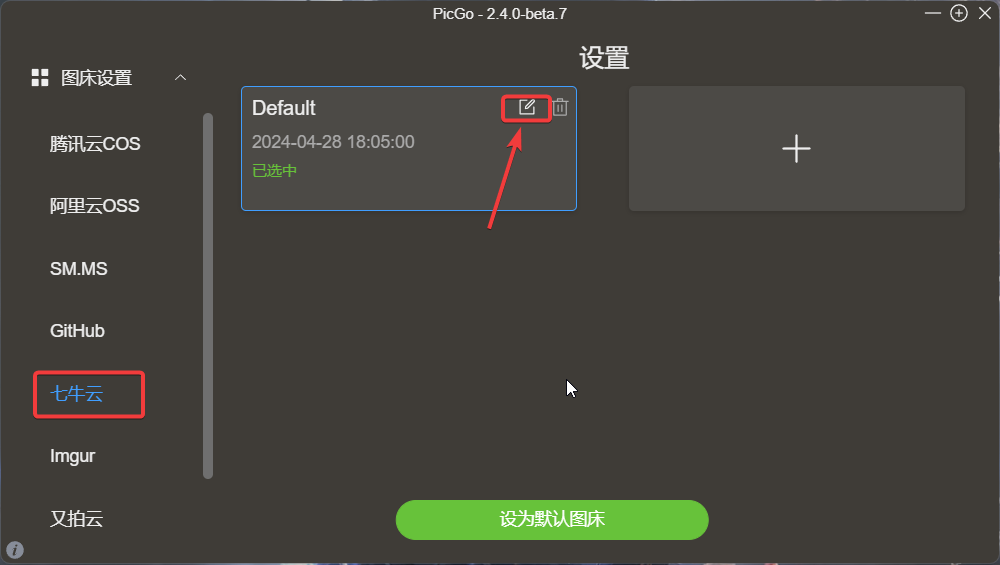 PicGo - 2.4.0-beta.7
设置
图床设置
Default
2024-04-28 18:05:00
已选中
腾讯云COS
阿里云OSS
SM.MS
GitHub
七牛云
Imgur
又拍云
设为默认图床